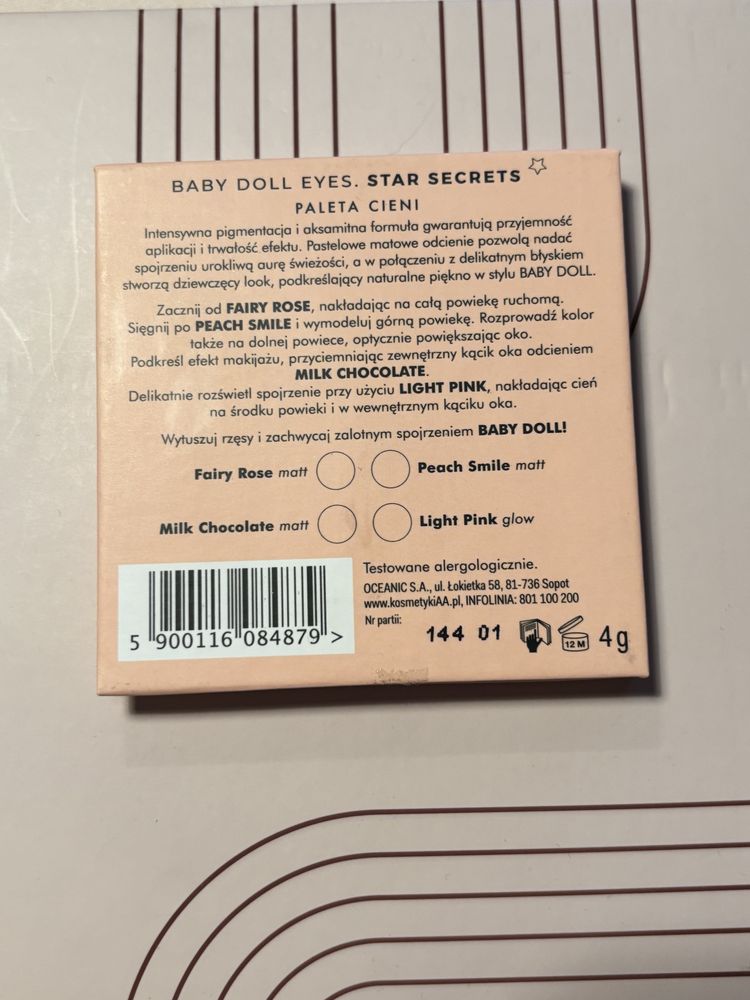 BABY DOLL EYES. STAR SECRETS
PALETA CIENI
Intensywna pigmentacja i aksamitna formuła gwarantują przyjemność
aplikacji i trwałość efektu. Pastelowe matowe odcienie pozwolą nadać
spojrzeniu urokliwą aurę świeżości, a w połączeniu z delikatnym błyskiem
stworzą dziewczęcy look, podkreślający naturalne piękno w stylu BABY DOLL.
Zacznij od FAIRY ROSE, nakładając na całą powiekę ruchomą.
Sięgnij po PEACH SMILE i wymodeluj górną powiekę. Rozprowadź kolor
także na dolnej powiece, optycznie powiększając oko.
Podkreśl efekt makijażu, przyciemniając zewnętrzny kącik oka odcieniem
MILK CHOCOLATE.
Delikatnie rozświetl spojrzenie przy użyciu LIGHT PINK, nakładając cień
na środku powieki i w wewnętrznym kąciku oka.
Wytuszuj rzęsy i zachwycaj zalotnym spojrzeniem BABY DOLL!
Fairy Rose matt Peach Smile matt
Milk Chocolate matt Light Pink glow
Testowane alergologicznie.
OCEANIC S.A., ul. Łokietka 58, 81-736 Sopot
www.kosmetykiAA.pl, INFOLINIA: 801 100 200
Nr partii:
144 01 12 M 4g
5 900116 084879 >